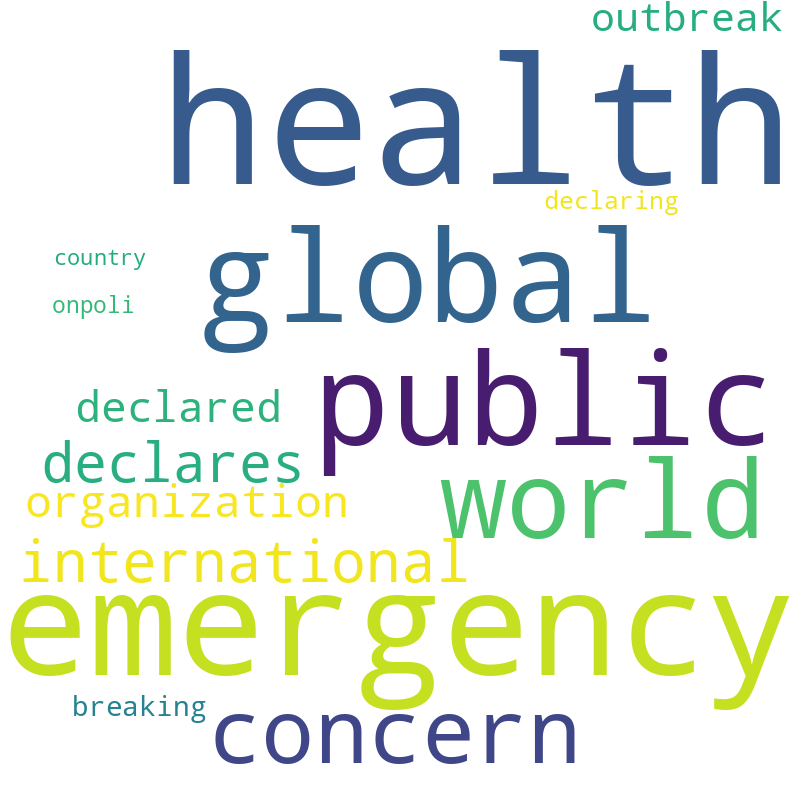 outbreak
health
declaring
global
country
onpoli
public
declared
declares
world
organization
international
emergency
breaking
concern